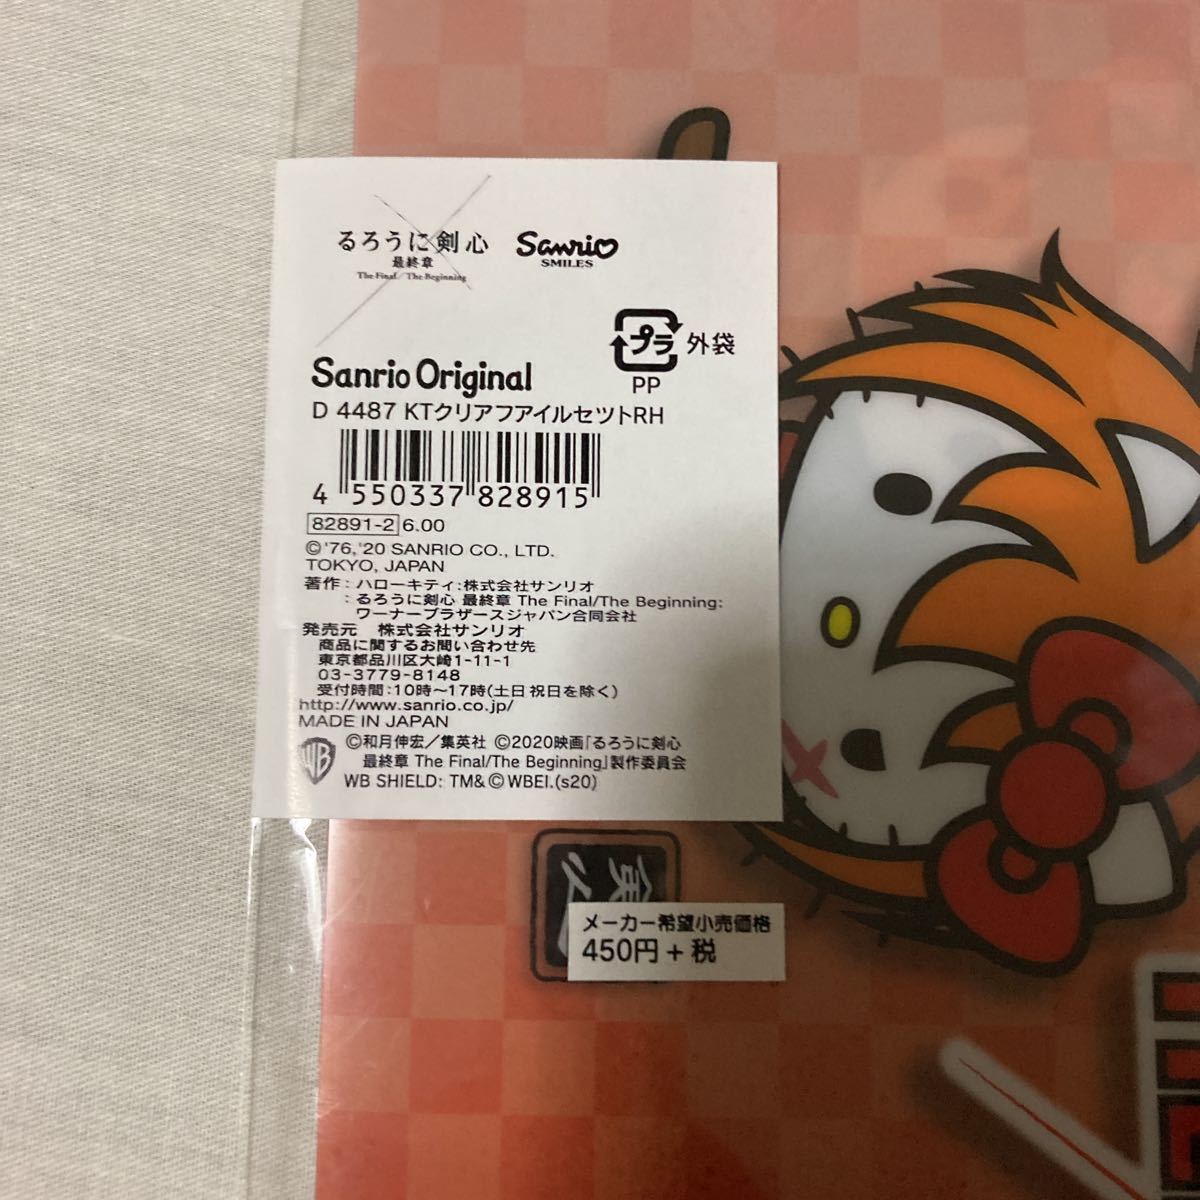 るろうに剣心
最終章
The Final/The Beginning
Sanrio
SMILES
プラ 外袋
PP
Sanrio Original
D 4487 KTクリアフアイルセツトRH
4 550337 828915
82891-2 6.00
©'76,'20 SANRIO CO., LTD.
TOKYO, JAPAN
著作：ハローキティ:株式会社サンリオ
：るろうに剣心 最終章 The Final/The Beginning:
ワーナーブラザースジャパン合同会社
発売元　株式会社サンリオ
商品に関するお問い合わせ先
東京都品川区大崎1-11-1
03-3779-8148
受付時間:10時〜17時(土日祝日を除く)
http://www.sanrio.co.jp/
MADE IN JAPAN
WB ©和月伸宏／集英社 ©2020映画「るろうに剣心
最終章 The Final/The Beginning」製作委員会
WB SHIELD: TM& © WBEI.(s20)
メーカー希望小売価格
450円+税